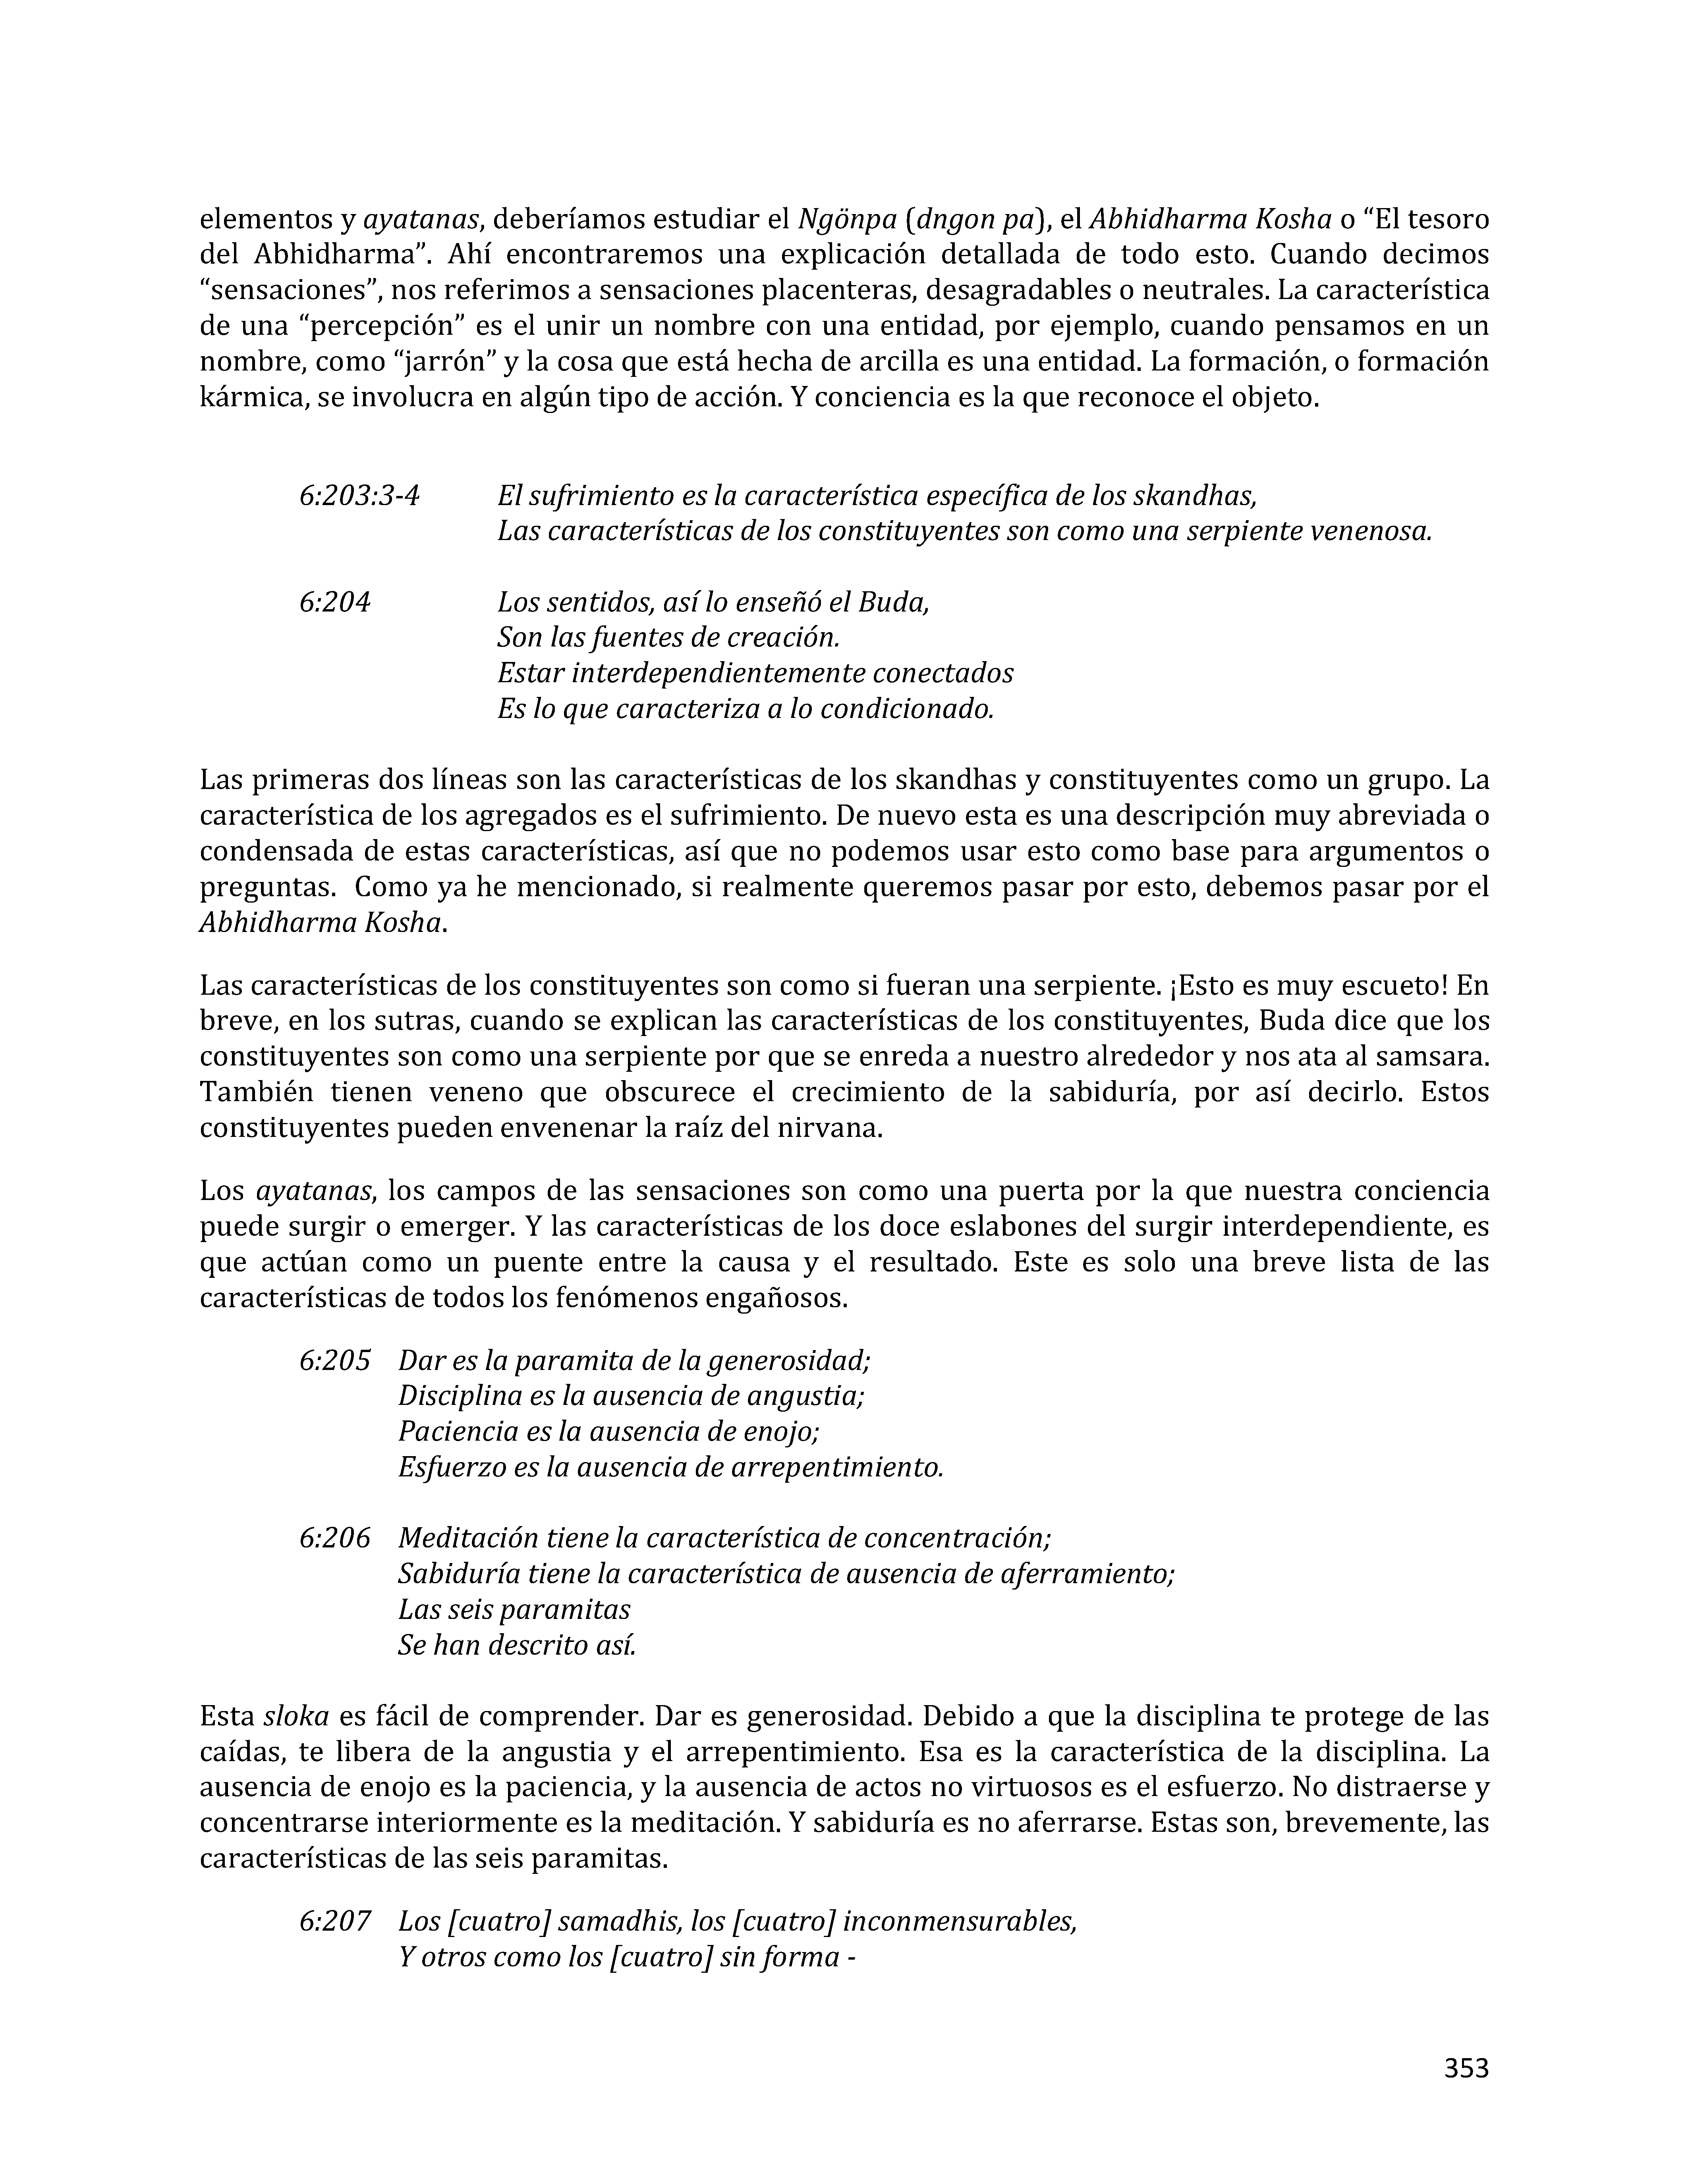 elementos y ayatanas, deberíamos estudiar el Ngönpa (dngon pa), el Abhidharma Kosha o “El tesoro
del Abhidharma”. Ahí encontraremos una explicación detallada de todo esto. Cuando decimos
“sensaciones”, nos referimos a sensaciones placenteras, desagradables o neutrales. La característica
de una “percepción” es el unir un nombre con una entidad, por ejemplo, cuando pensamos en un
nombre, como “jarrón” y la cosa que está hecha de arcilla es una entidad. La formación, o formación
kármica, se involucra en algún tipo de acción. Y conciencia es la que reconoce el objeto.
6:203:3-4 El sufrimiento es la característica específica de los skandhas,
Las características de los constituyentes son como una serpiente venenosa.
6:204 Los sentidos, así lo enseñó el Buda,
Son las fuentes de creación.
Estar interdependientemente conectados
Es lo que caracteriza a lo condicionado.
Las primeras dos líneas son las características de los skandhas y constituyentes como un grupo. La
característica de los agregados es el sufrimiento. De nuevo esta es una descripción muy abreviada o
condensada de estas características, así que no podemos usar esto como base para argumentos o
preguntas. Como ya he mencionado, si realmente queremos pasar por esto, debemos pasar por el
Abhidharma Kosha.
Las características de los constituyentes son como si fueran una serpiente. ¡Esto es muy escueto! En
breve, en los sutras, cuando se explican las características de los constituyentes, Buda dice que los
constituyentes son como una serpiente por que se enreda a nuestro alrededor y nos ata al samsara.
También tienen veneno que obscurece el crecimiento de la sabiduría, por así decirlo. Estos
constituyentes pueden envenenar la raíz del nirvana.
Los ayatanas, los campos de las sensaciones son como una puerta por la que nuestra conciencia
puede surgir o emerger. Y las características de los doce eslabones del surgir interdependiente, es
que actúan como un puente entre la causa y el resultado. Este es solo una breve lista de las
características de todos los fenómenos engañosos.
6:205 Dar es la paramita de la generosidad;
Disciplina es la ausencia de angustia;
Paciencia es la ausencia de enojo;
Esfuerzo es la ausencia de arrepentimiento.
6:206 Meditación tiene la característica de concentración;
Sabiduría tiene la característica de ausencia de aferramiento;
Las seis paramitas
Se han descrito así.
Esta sloka es fácil de comprender. Dar es generosidad. Debido a que la disciplina te protege de las
caídas, te libera de la angustia y el arrepentimiento. Esa es la característica de la disciplina. La
ausencia de enojo es la paciencia, y la ausencia de actos no virtuosos es el esfuerzo. No distraerse y
concentrarse interiormente es la meditación. Y sabiduría es no aferrarse. Estas son, brevemente, las
características de las seis paramitas.
6:207 Los [cuatro] samadhis, los [cuatro] inconmensurables,
Y otros como los [cuatro] sin forma -
353